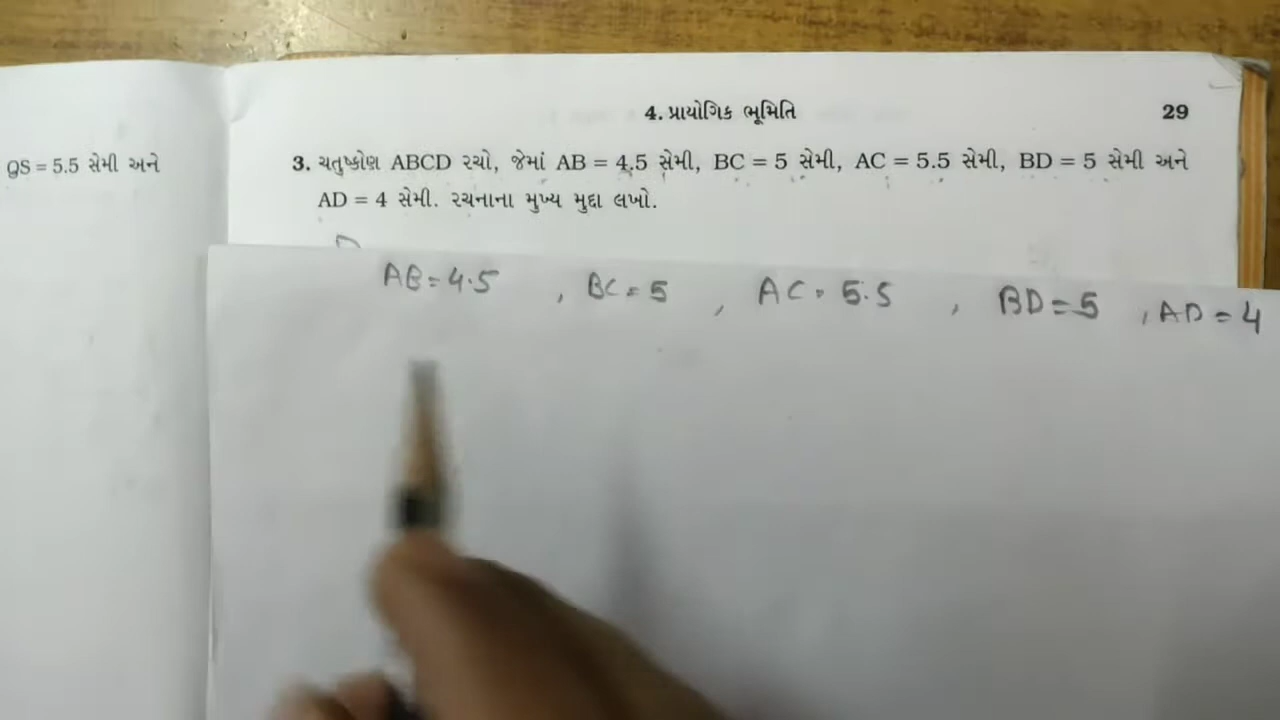 4. પ્રાયોગિક ભૂમિતિ 29
QS = 5.5 સેમી અને
3. ચતુષ્કોણ ABCD રચો, જેમાં AB = 4.5 સેમી, BC = 5 સેમી, AC = 5.5 સેમી, BD = 5 સેમી અને
AD = 4 સેમી. રચનાના મુખ્ય મુદ્દા લખો.
AB = 4.5 , BC = 5 , AC = 5.5 , BD = 5 , AD = 4